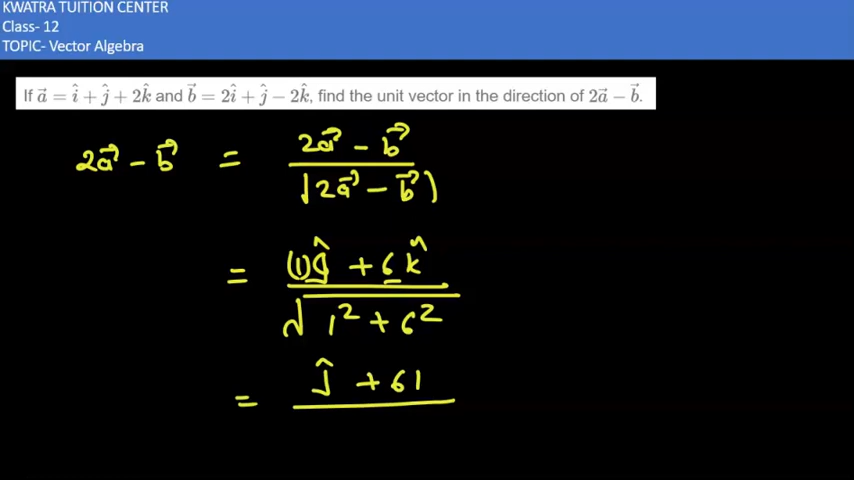 KWATRA TUITION CENTER
Class- 12
TOPIC- Vector Algebra
If a⃗ = î + ĵ + 2k̂ and b⃗ = 2î + ĵ − 2k̂, find the unit vector in the direction of 2a⃗ − b⃗.
2a⃗ − b⃗ = 2a⃗ − b⃗
|2a⃗ − b⃗|
= (1)ĵ + 6k̂
√1² + 6²
= ĵ + 61